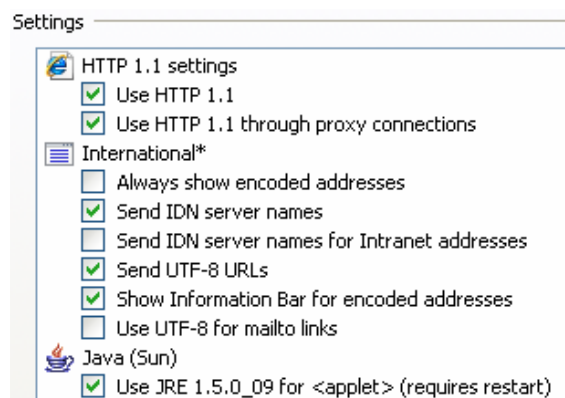 Settings
HTTP 1.1 settings
Use HTTP 1.1
Use HTTP 1.1 through proxy connections
International*
Always show encoded addresses
Send IDN server names
Send IDN server names for Intranet addresses
Send UTF-8 URLs
Show Information Bar for encoded addresses
Use UTF-8 for mailto links
Java (Sun)
Use JRE 1.5.0_09 for <applet> (requires restart)